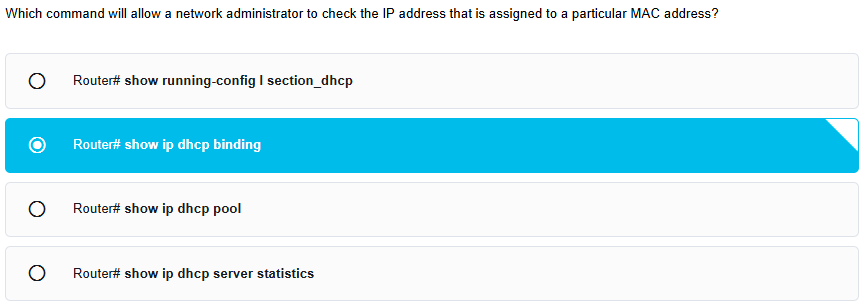 Which command will allow a network administrator to check the IP address that is assigned to a particular MAC address?
Router# show running-config I section_dhcp
Router# show ip dhcp binding
Router# show ip dhcp pool
Router# show ip dhcp server statistics